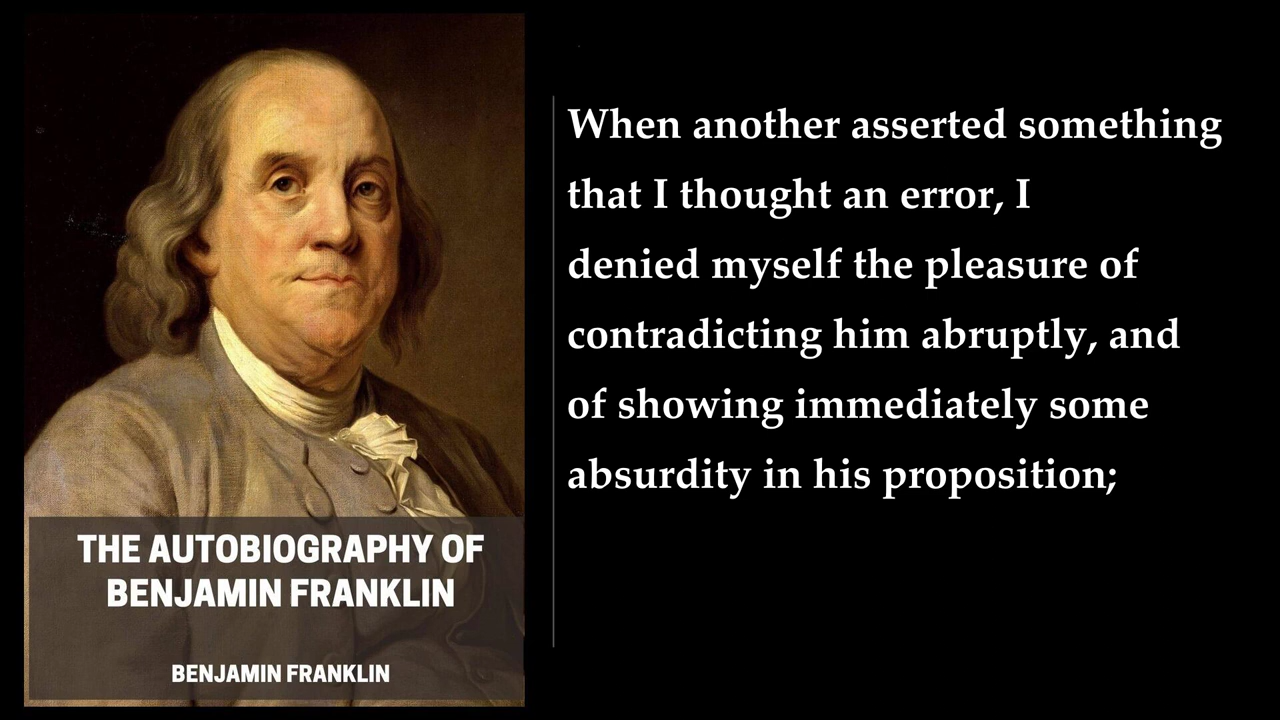 THE AUTOBIOGRAPHY OF
BENJAMIN FRANKLIN
BENJAMIN FRANKLIN
When another asserted something
that I thought an error, I
denied myself the pleasure of
contradicting him abruptly, and
of showing immediately some
absurdity in his proposition;